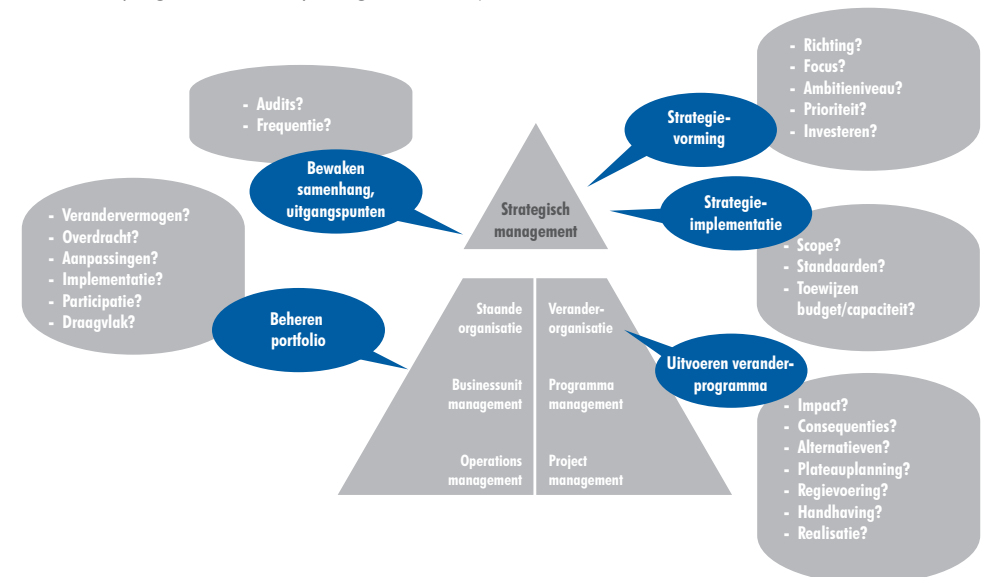 - Audits?
- Frequentie?
Bewaken
samenhang,
uitgangspunten
- Verandervermogen?
- Overdracht?
- Aanpassingen?
- Implementatie?
- Participatie?
- Draagvlak?
Beheren
portfolio
Strategisch
management
Strategie-
vorming
- Richting?
- Focus?
- Ambitieniveau?
- Prioriteit?
- Investeren?
Strategie-
implementatie
- Scope?
- Standaarden?
- Toewijzen
budget/capaciteit?
Staande
organisatie
Verander-
organisatie
Businessunit
management
Programma
management
Operations
management
Project
management
Uitvoeren verander-
programma
- Impact?
- Consequenties?
- Alternatieven?
- Plateauplanning?
- Regievoering?
- Handhaving?
- Realisatie?